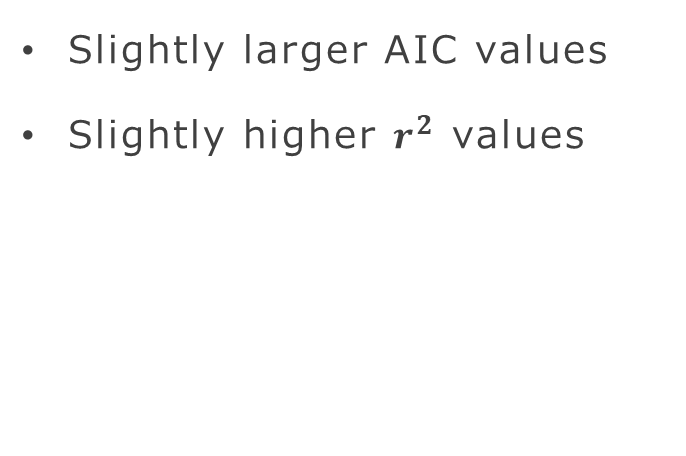 • Slightly larger AIC values
• Slightly higher r² values